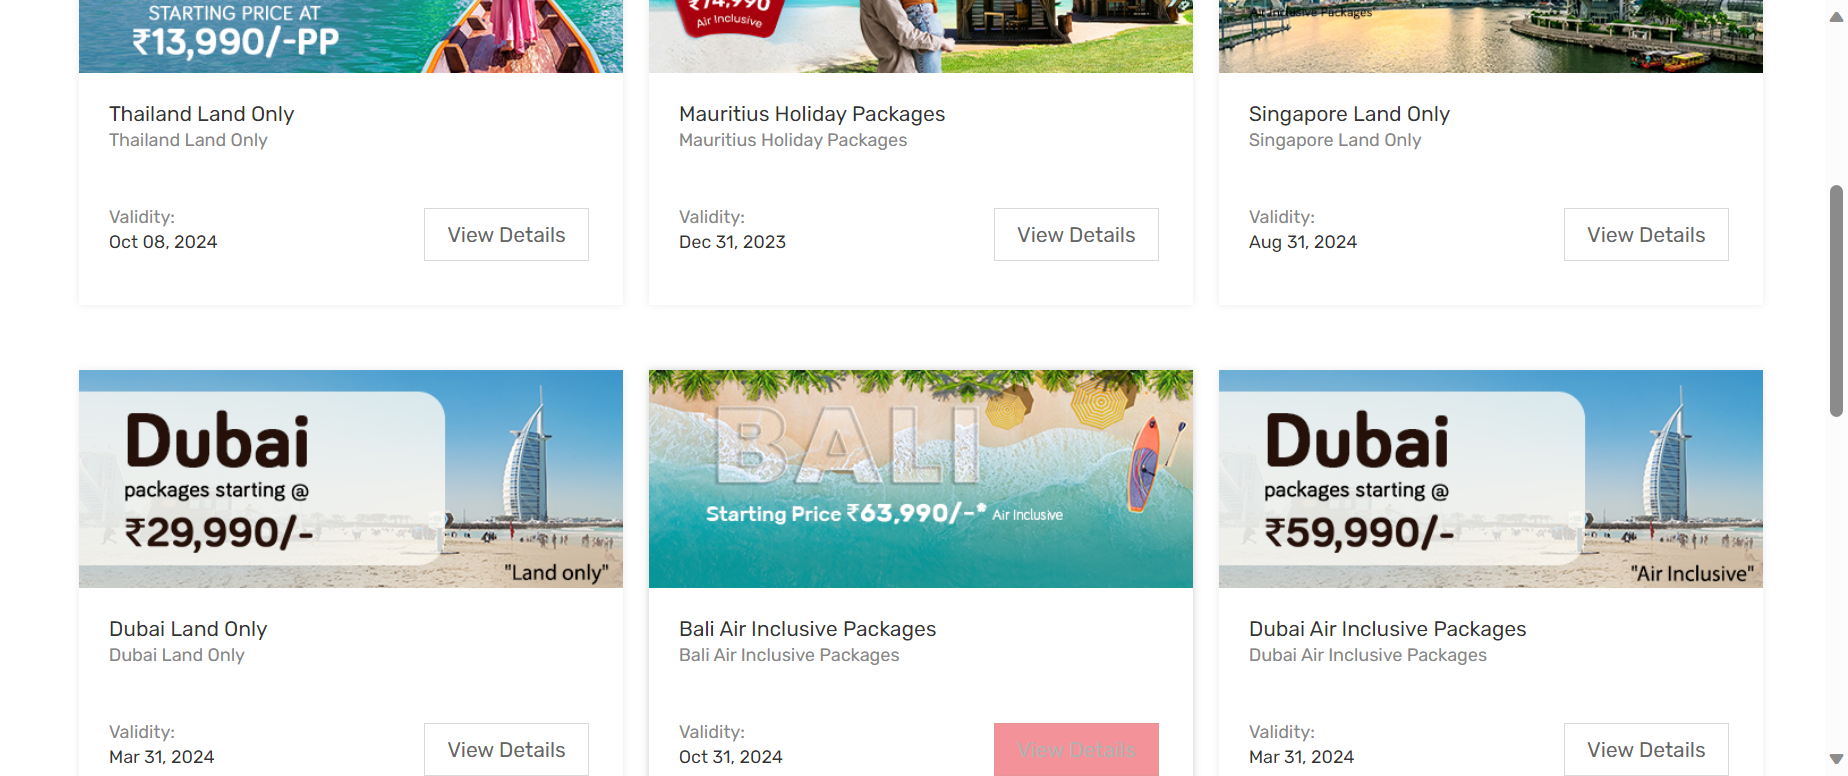 STARTING PRICE AT
₹13,990/-PP
₹74,990
Air Inclusive
Air Inclusive Packages"
Thailand Land Only
Thailand Land Only
Validity:
Oct 08, 2024
View Details
Mauritius Holiday Packages
Mauritius Holiday Packages
Validity:
Dec 31, 2023
View Details
Singapore Land Only
Singapore Land Only
Validity:
Aug 31, 2024
View Details
Dubai
packages starting @
₹29,990/-
"Land only"
Dubai Land Only
Dubai Land Only
Validity:
Mar 31, 2024
View Details
BALI
Starting Price ₹63,990/-* Air Inclusive
Bali Air Inclusive Packages
Bali Air Inclusive Packages
Validity:
Oct 31, 2024
View Details
Dubai
packages starting @
₹59,990/-
"Air Inclusive"
Dubai Air Inclusive Packages
Dubai Air Inclusive Packages
Validity:
Mar 31, 2024
View Details